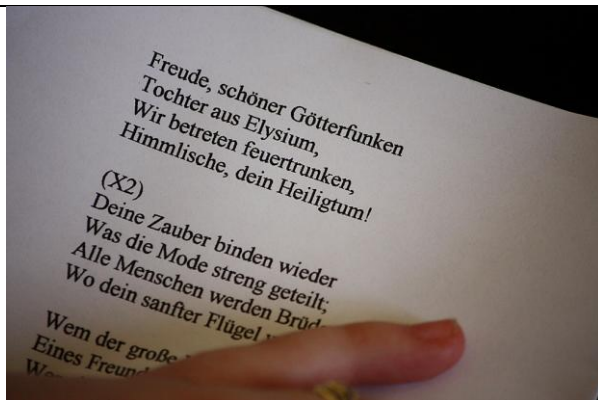 Freude, schöner Götterfunken
Tochter aus Elysium,
Wir betreten feuertrunken,
Himmlische, dein Heiligtum!
(X2)
Deine Zauber binden wieder
Was die Mode streng geteilt;
Alle Menschen werden
Wo dein sanfter Flügel
Wem der große
Eines